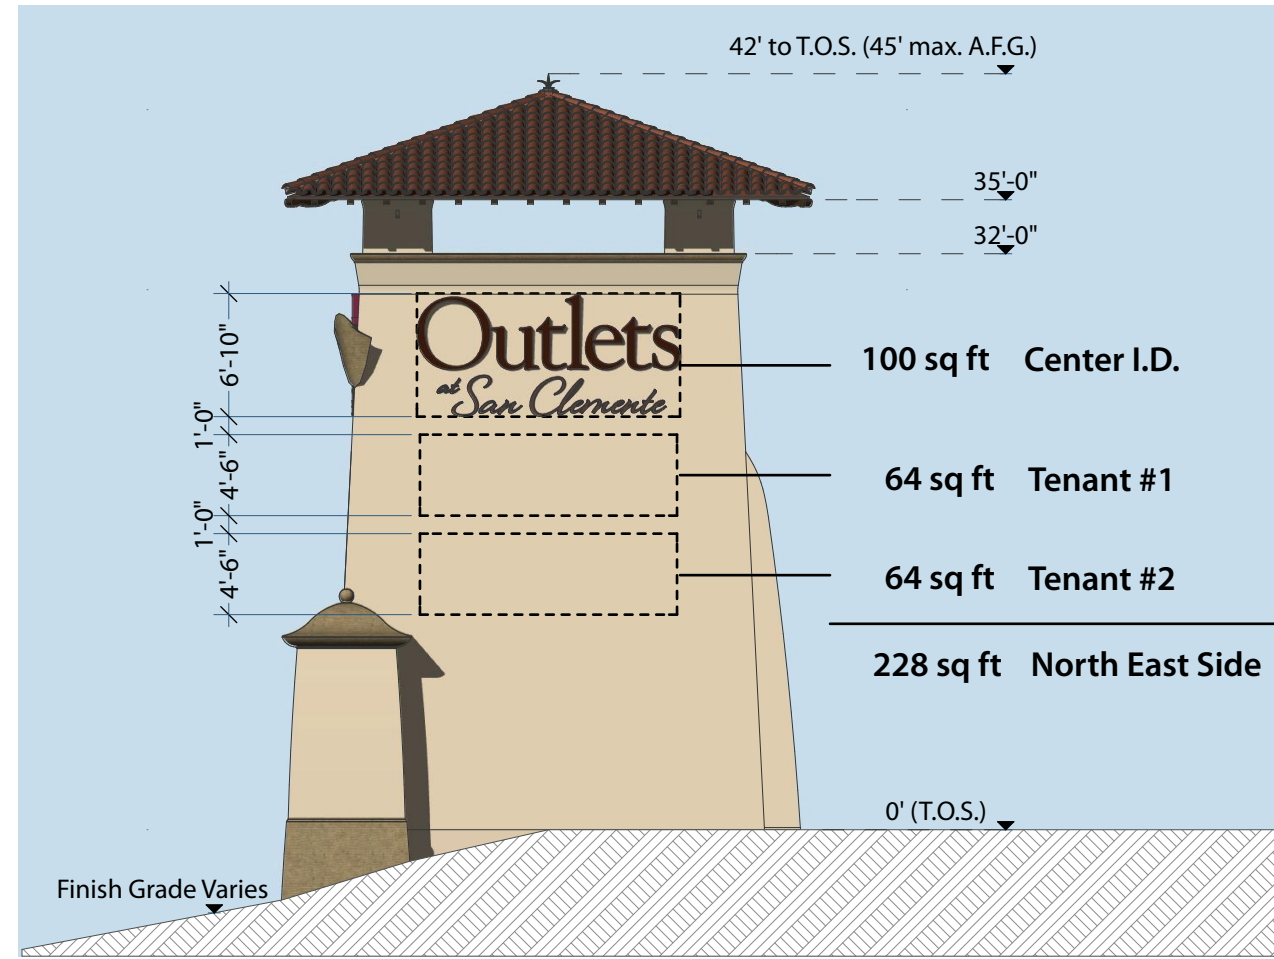 42' to T.O.S. (45' max. A.F.G.)
35'-0"
32'-0"
6'-10"
1'-0"
4'-6"
1'-0"
4'-6"
Outlets
at San Clemente
100 sq ft Center I.D.
64 sq ft Tenant #1
64 sq ft Tenant #2
228 sq ft North East Side
0' (T.O.S.)
Finish Grade Varies